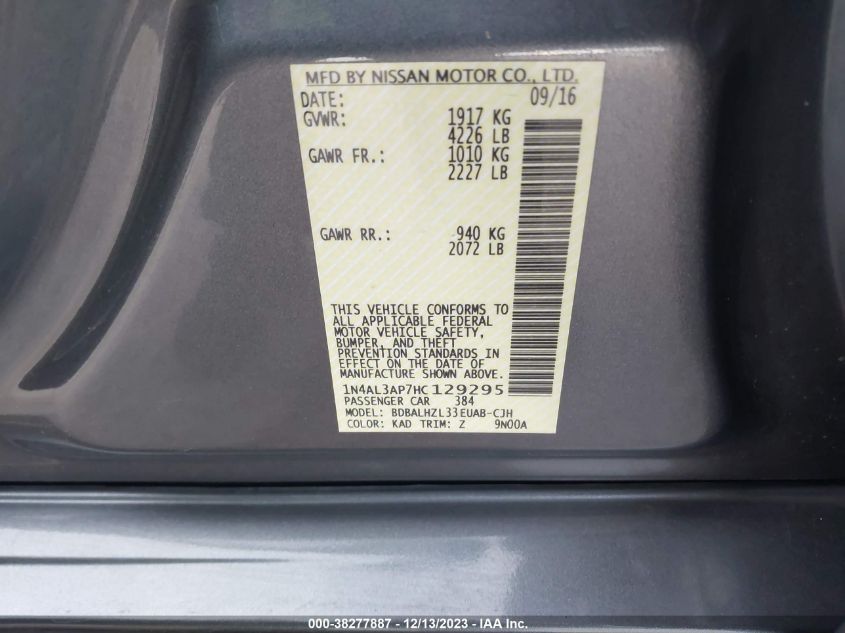 MFD BY NISSAN MOTOR CO., LTD.
DATE: 09/16
GVWR: 1917 KG
4226 LB
GAWR FR.: 1010 KG
2227 LB
GAWR RR.: 940 KG
2072 LB
THIS VEHICLE CONFORMS TO
ALL APPLICABLE FEDERAL
MOTOR VEHICLE SAFETY,
BUMPER, AND THEFT
PREVENTION STANDARDS IN
EFFECT ON THE DATE OF
MANUFACTURE SHOWN ABOVE.
1N4AL3AP7HC129295
PASSENGER CAR 384
MODEL: BDBALHZL33EUAB-CJH
COLOR: KAD TRIM: Z 9N00A
000-38277887 - 12/13/2023 - IAA Inc.